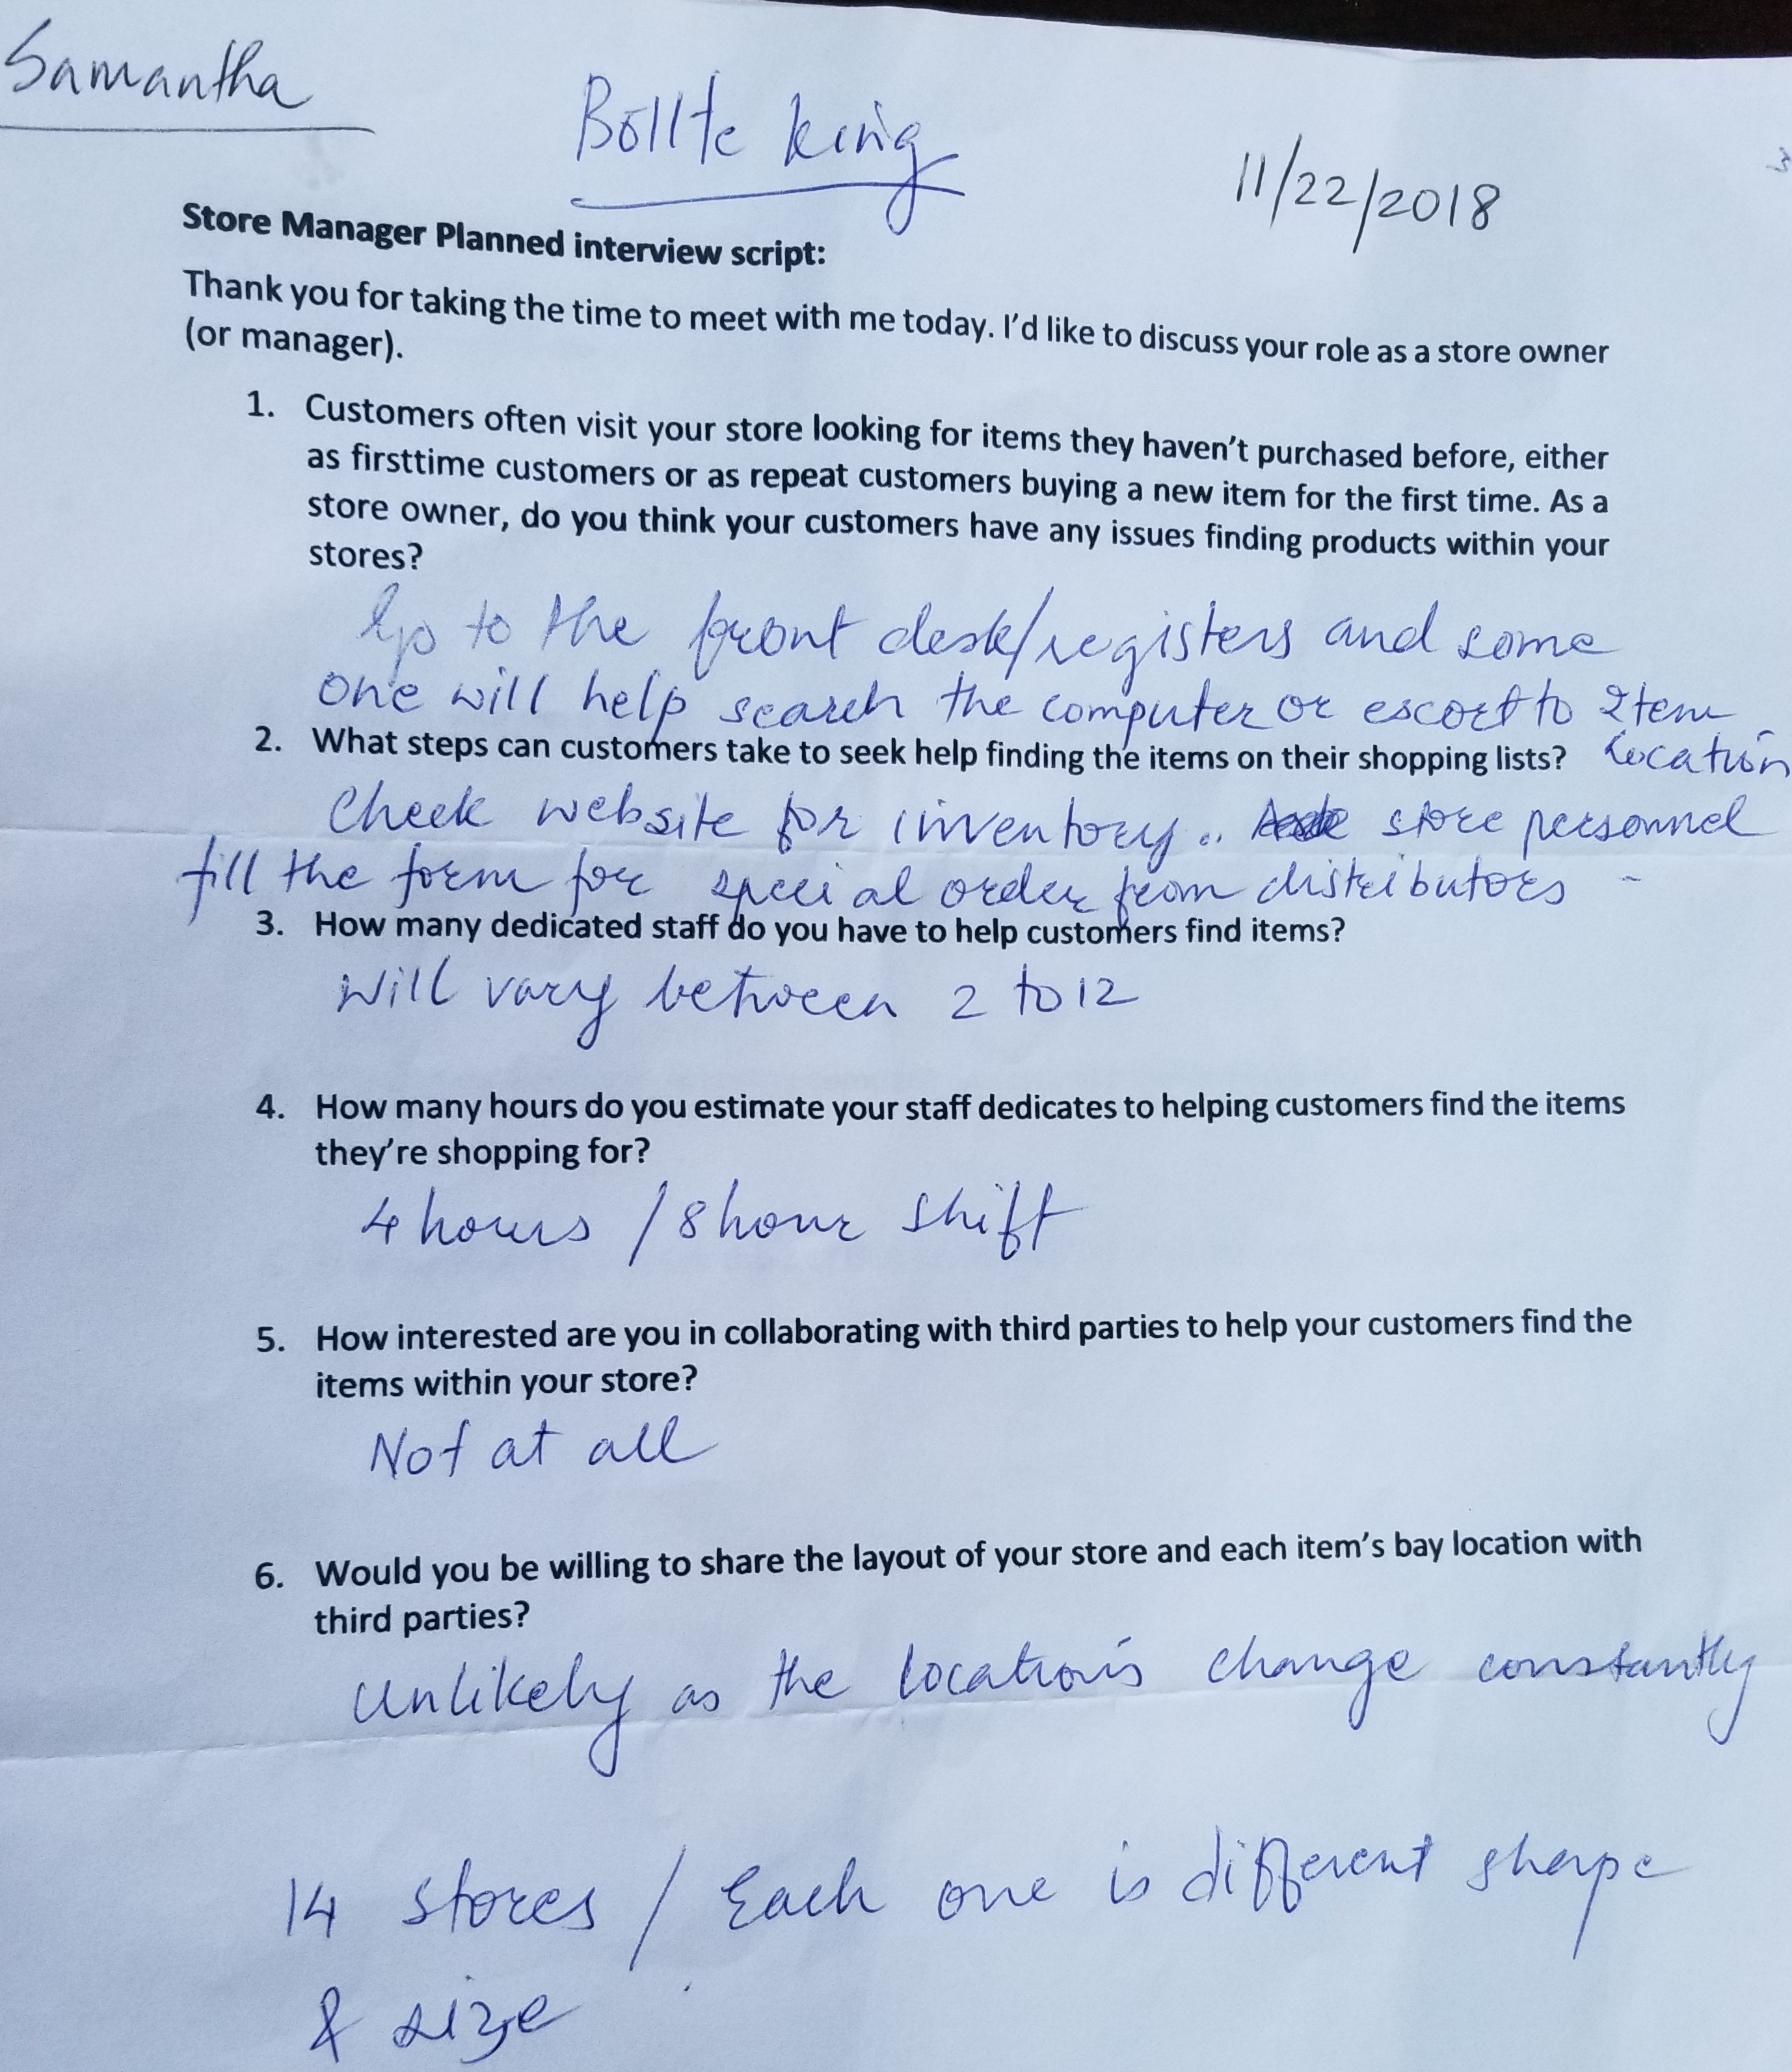 Samantha
Bollte king
11/22/2018
Store Manager Planned interview script:
Thank you for taking the time to meet with me today. I'd like to discuss your role as a store owner
(or manager).
1. Customers often visit your store looking for items they haven't purchased before, either
as firsttime customers or as repeat customers buying a new item for the first time. As a
store owner, do you think your customers have any issues finding products within your
stores?
Go to the front desk/registers and some
one will help search the computer or escort to Item
location
2. What steps can customers take to seek help finding the items on their shopping lists?
Check website for inventory.. store personnel
fill the form for special order from distributors -
3. How many dedicated staff do you have to help customers find items?
Will vary between 2 to 12
4. How many hours do you estimate your staff dedicates to helping customers find the items
they're shopping for?
4 hours / 8 hour shift
5. How interested are you in collaborating with third parties to help your customers find the
items within your store?
Not at all
6. Would you be willing to share the layout of your store and each item's bay location with
third parties?
Unlikely as the locations change constantly
14 stores / Each one is different shape
& size